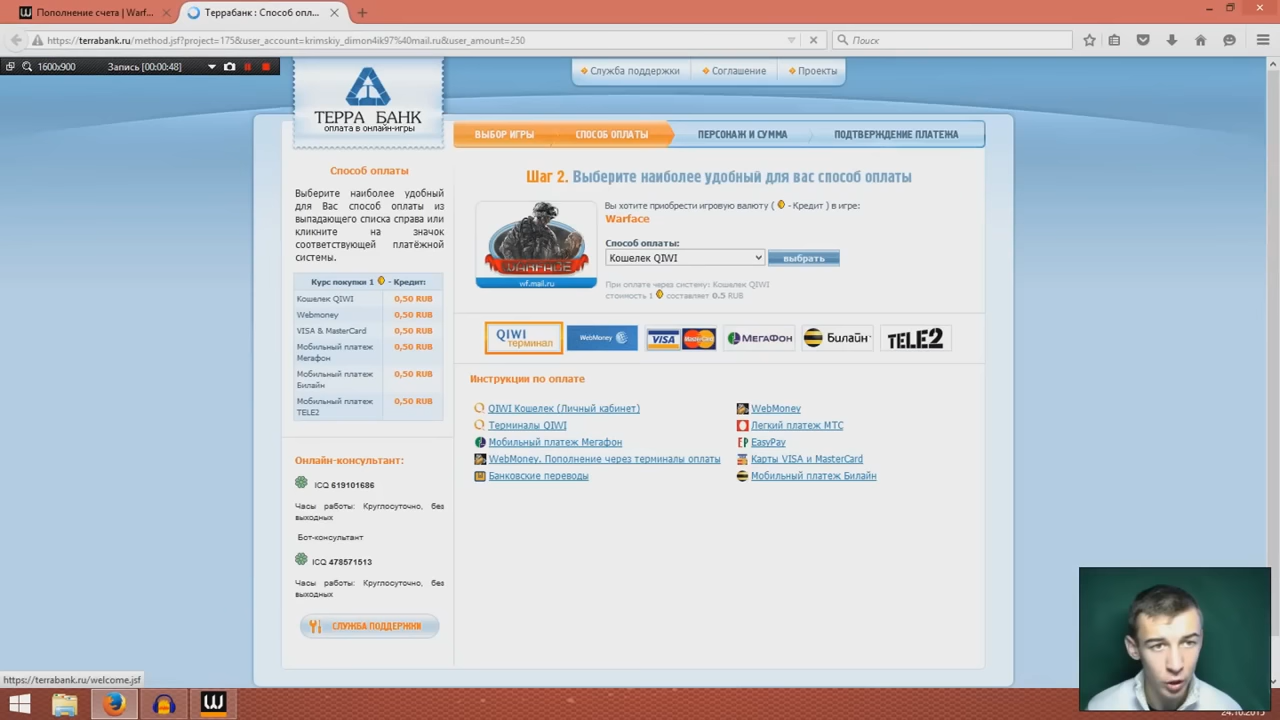 Пополнение счета | Warf...
Террабанк : Способ опл...
https://terrabank.ru/method.jsf?project=175&user_account=krimskiy_dimon4ik97%40mail.ru&user_amount=250
Поиск
1600x900
Запись [00:00:48]
Служба поддержки
Соглашение
Проекты
ТЕРРА БАНК
оплата в онлайн-игры
ВЫБОР ИГРЫ
СПОСОБ ОПЛАТЫ
ПЕРСОНАЖ И СУММА
ПОДТВЕРЖДЕНИЕ ПЛАТЕЖА
Способ оплаты
Выберите наиболее удобный
для Вас способ оплаты из
выпадающего списка справа или
кликните на значок
соответствующей платёжной
системы.
Курс покупки 1 - Кредит:
Кошелек QIWI 0,50 RUB
Webmoney 0,50 RUB
VISA & MasterCard 0,50 RUB
Мобильный платеж
Мегафон 0,50 RUB
Мобильный платеж
Билайн 0,50 RUB
Мобильный платеж
TELE2 0,50 RUB
Онлайн-консультант:
ICQ 619101686
Часы работы: Круглосуточно, без
выходных
Бот-консультант
ICQ 478571513
Часы работы: Круглосуточно, без
выходных
СЛУЖБА ПОДДЕРЖКИ
Шаг 2. Выберите наиболее удобный для вас способ оплаты
WARFACE
wf.mail.ru
Вы хотите приобрести игровую валюту ( - Кредит ) в игре:
Warface
Способ оплаты:
Кошелек QIWI
выбрать
При оплате через систему: Кошелек QIWI
стоимость 1 составляет 0.5 RUB
QIWI
терминал
WebMoney
VISA
MasterCard
МегаФон
Билайн
TELE2
Инструкции по оплате
QIWI Кошелек (Личный кабинет)
Терминалы QIWI
Мобильный платеж Мегафон
WebMoney. Пополнение через терминалы оплаты
Банковские переводы
WebMoney
Легкий платеж МТС
EasyPay
Карты VISA и MasterCard
Мобильный платеж Билайн
https://terrabank.ru/welcome.jsf
24.10.2015